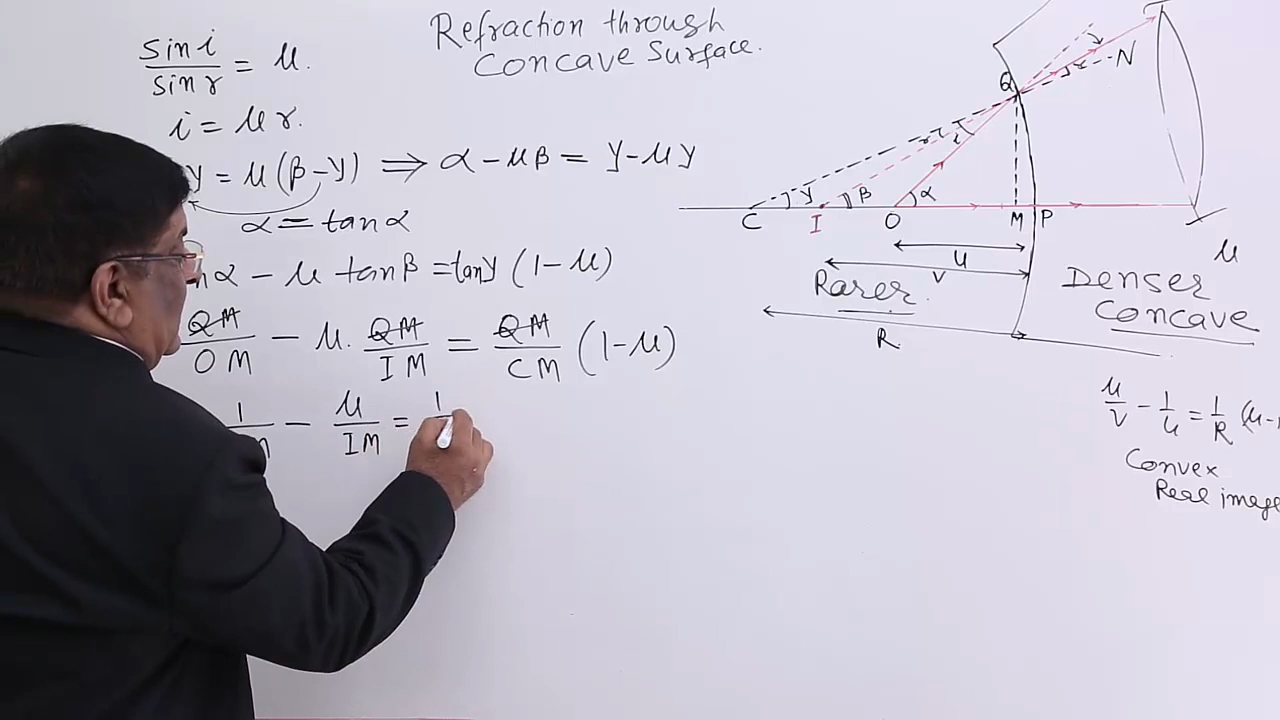 Refraction through
Concave Surface.
sin i / sin r = μ.
i = μ r.
γ = μ(β-γ) ⟹ α - μβ = γ - μγ
α = tan α
α - μ tan β = tan γ (1-μ)
QM/OM - μ. QM/IM = QM/CM (1-μ)
1/M - μ/IM = 1
Q
N
i
r
r
γ
β
α
C
I
O
M
P
u
v
R
μ
Rarer.
Denser
Concave
μ/v - 1/u = 1/R (μ-
Convex
Real image